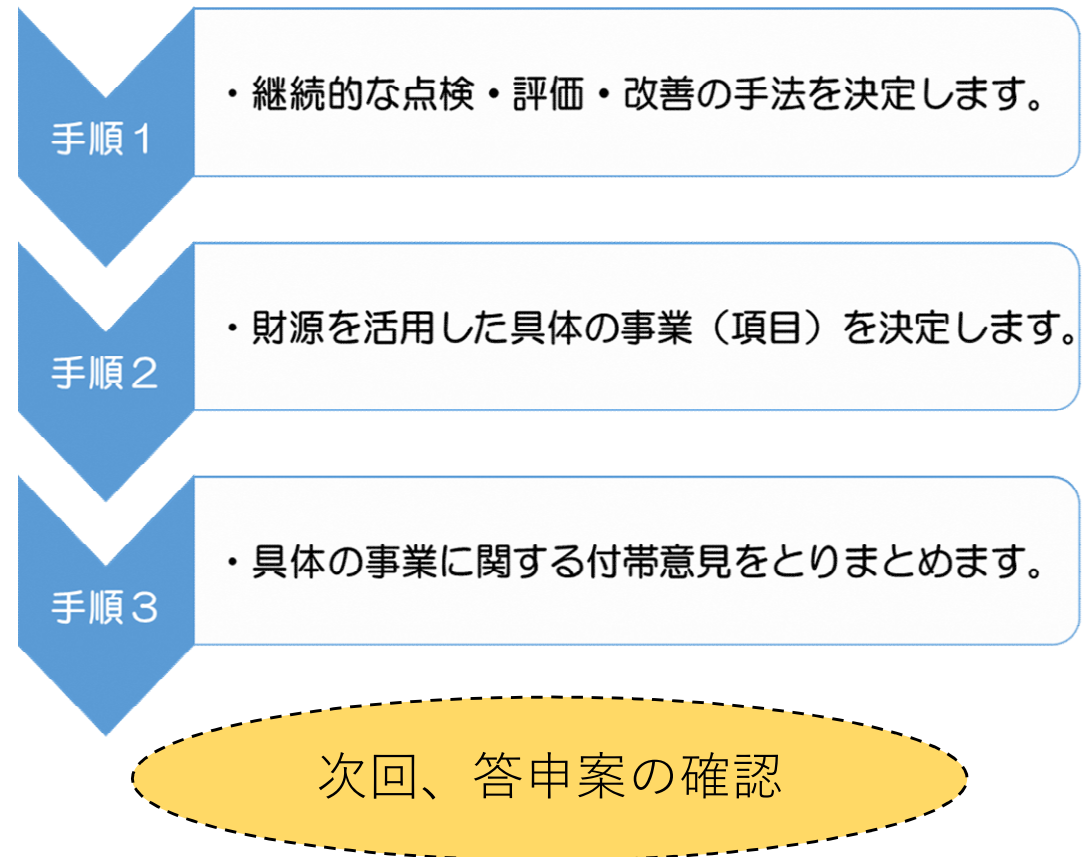 手順１
・継続的な点検・評価・改善の手法を決定します。
手順２
・財源を活用した具体の事業（項目）を決定します。
手順３
・具体の事業に関する付帯意見をとりまとめます。
次回、答申案の確認